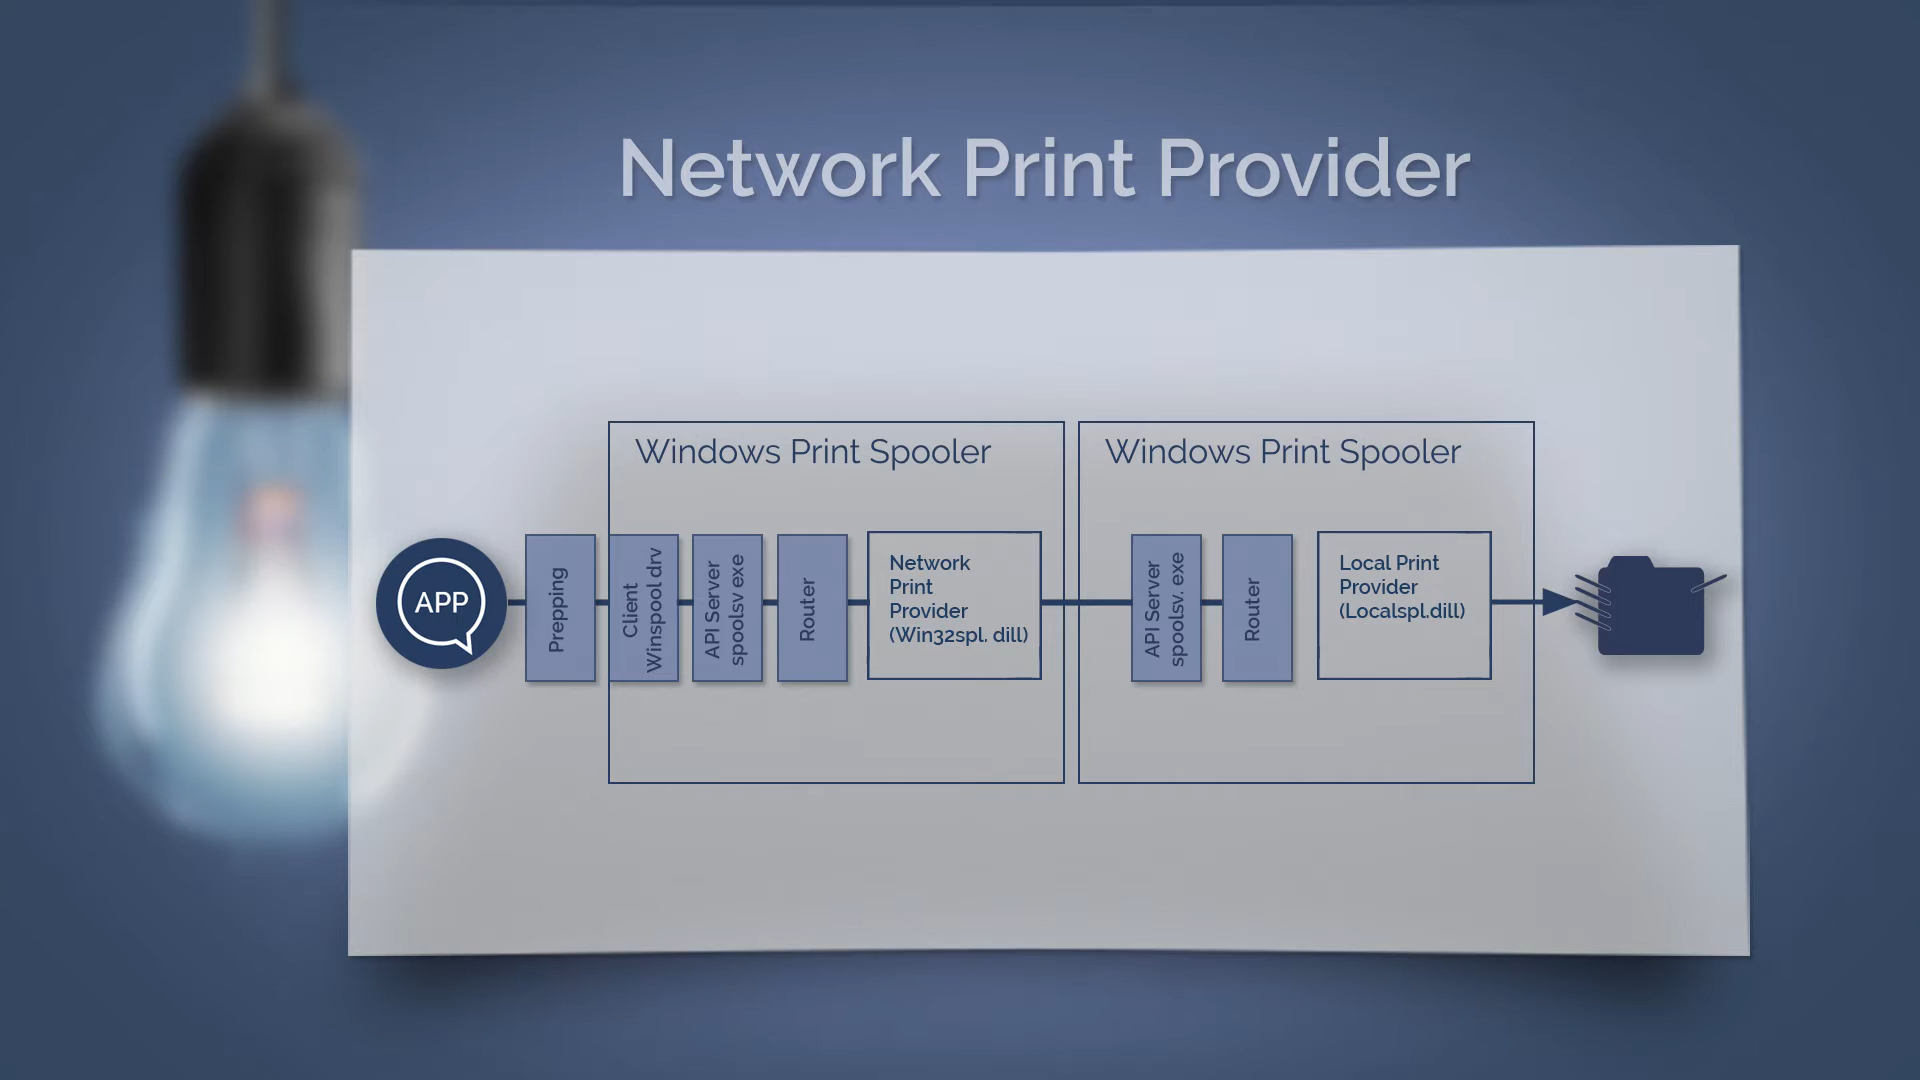 Network Print Provider
Windows Print Spooler
Windows Print Spooler
APP
Prepping
Client
Winspool drv
API Server
spoolsv exe
Router
Network
Print
Provider
(Win32spl. dill)
API Server
spoolsv. exe
Router
Local Print
Provider
(Localspl.dill)